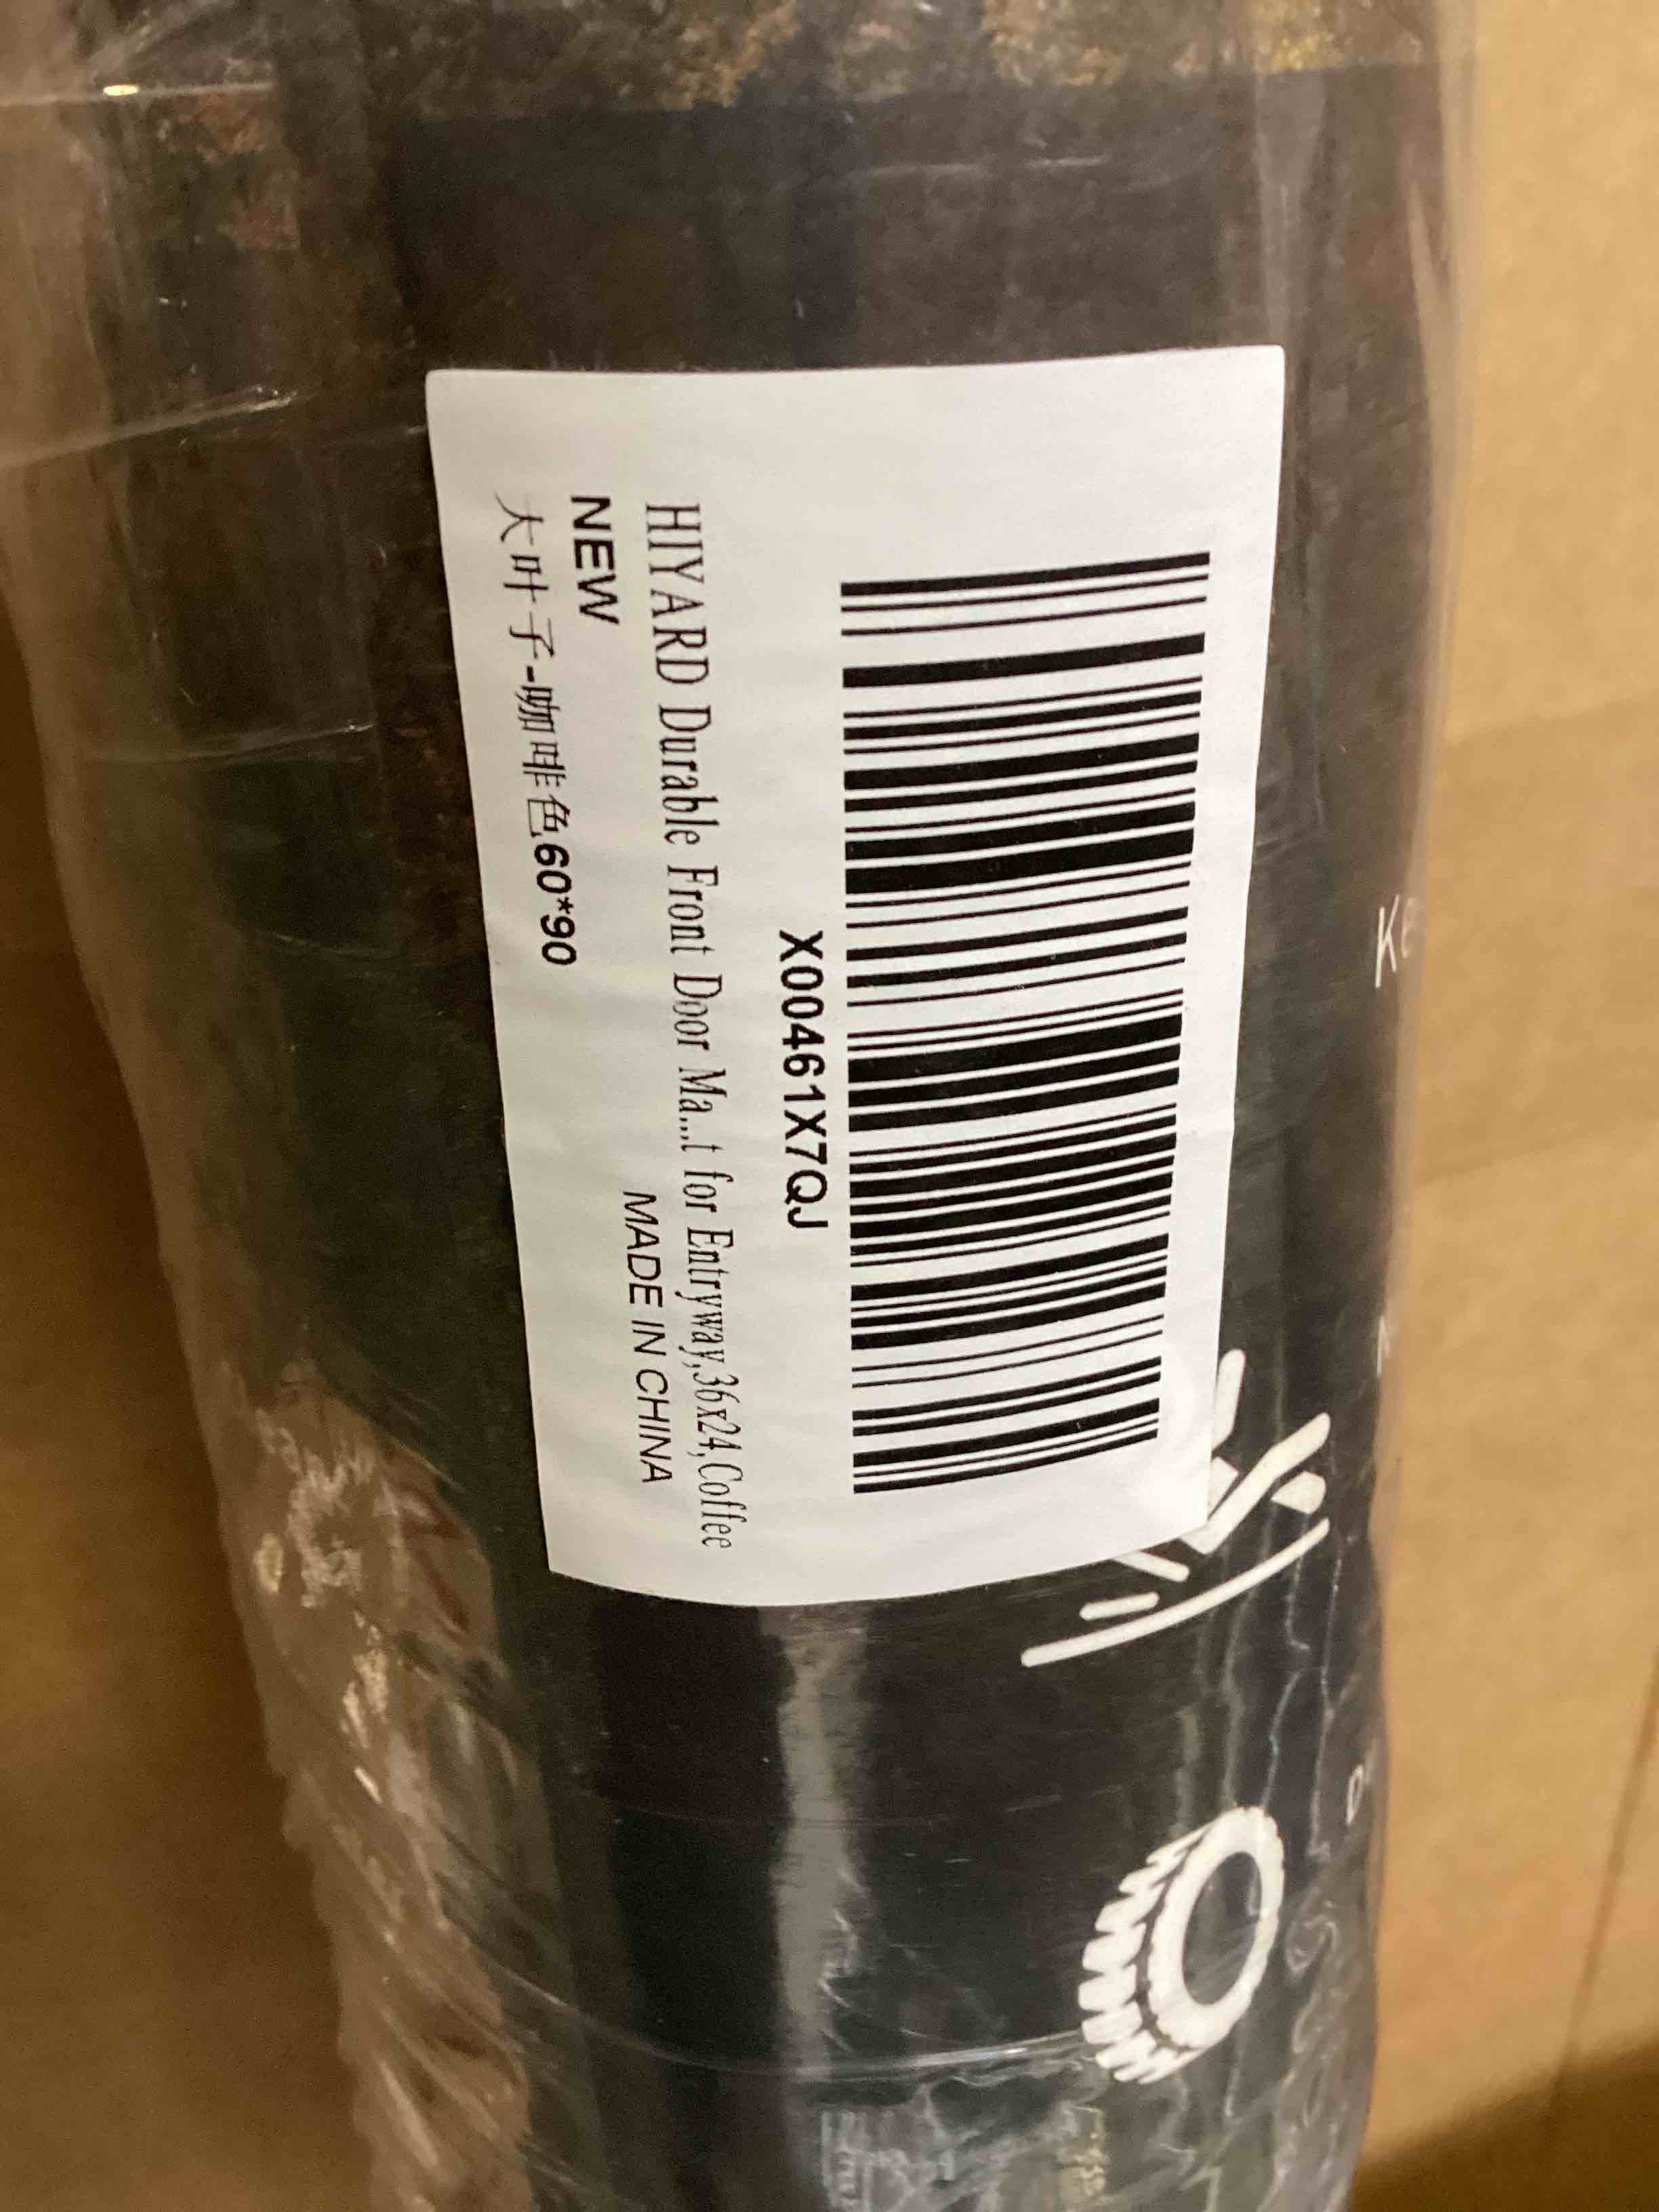 X00461X7QJ
HIYARD Durable Front Door Ma...t for Entryway,36x24,Coffee
NEW
MADE IN CHINA
大叶子-咖啡色60*90